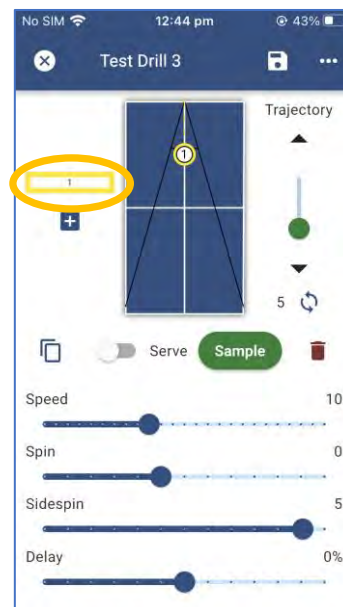 No SIM 12:44 pm 43%
Test Drill 3
Trajectory
1
1
5
Serve Sample
Speed 10
Spin 0
Sidespin 5
Delay 0%